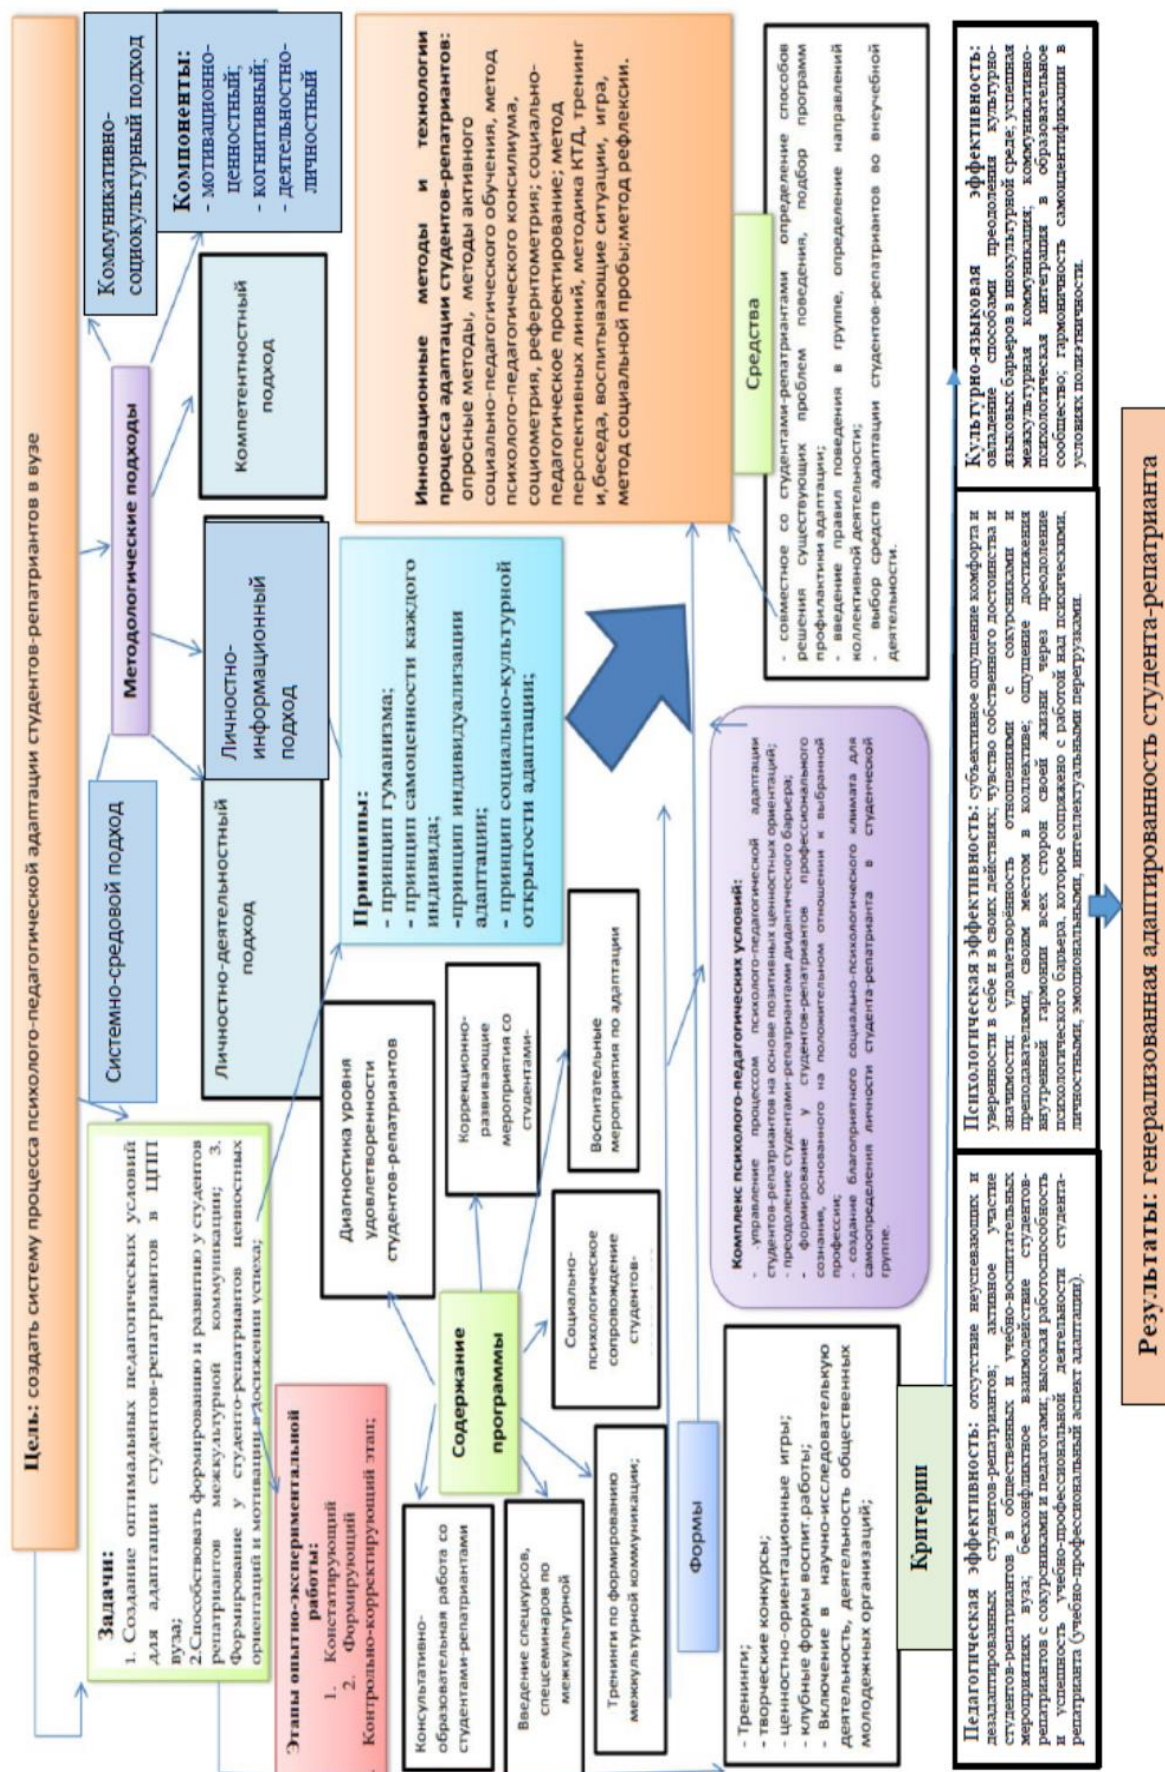 Цель: создать систему процесса психолого-педагогической адаптации студентов-репатриантов в вузе
Задачи:
1. Создание оптимальных педагогических условий
для адаптации студентов-репатриантов в ЦПП
вуза;
2.Способствовать формированию и развитию у студентов
репатриантов межкультурной коммуникации; 3.
Формирование у студенто-репатриантов ценностных
ориентаций и мотивации в достижении успеха;
Системно-средовой подход
Методологические подходы
Коммуникативно-
социокультурный подход
Личностно-деятельностный
подход
Личностно-
информационный
подход
Компетентностный
подход
Компоненты:
- мотивационно-
ценностный;
- когнитивный;
- деятельностно-
личностный
Этапы опытно-экспериментальной
работы:
1. Констатирующий
2. Формирующий
Контрольно-корректирующий этап;
Диагностика уровня
удовлетворенности
студентов-репатриантов
Принципы:
- принцип гуманизма;
- принцип самоценности каждого
индивида;
-принцип индивидуализации
адаптации;
- принцип социально-культурной
открытости адаптации;
Инновационные методы и технологии
процесса адаптации студентов-репатриантов:
опросные методы, методы активного
социально-педагогического обучения, метод
психолого-педагогического консилиума,
социометрия, референтометрия; социально-
педагогическое проектирование; метод
перспективных линий, методика КТД, тренинг
и,беседа, воспитывающие ситуации, игра,
метод социальной пробы;метод рефлексии.
Консультативно-
образовательная работа со
студентами-репатриантами
Содержание
программы
Коррекционно-
развивающие
мероприятия со
студентами-
Введение спецкурсов,
спецсеминаров по
межкультурной
Социально-
психологическое
сопровождение
студентов-
Воспитательные
мероприятия по адаптации
Тренинги по формированию
межкультурной коммуникации;
Формы
Средства
- Тренинги;
- творческие конкурсы;
- ценностно-ориентационные игры;
- клубные формы воспит.работы;
- Включение в научно-исследовательскую
деятельность, деятельность общественных
молодежных организаций;
Комплекс психолого-педагогических условий:
- .управление процессом психолого-педагогической адаптации
студентов-репатриантов на основе позитивных ценностных ориентаций;
- преодоление студентами-репатриантами дидактического барьера;
- формирование у студентов-репатриантов профессионального
сознания, основанного на положительном отношении к выбранной
профессии;
- создание благоприятного социально-психологического климата для
самоопределения личности студента-репатрианта в студенческой
группе.
- совместное со студентами-репатриантами определение способов
решения существующих проблем поведения, подбор программ
профилактики адаптации;
- введение правил поведения в группе, определение направлений
коллективной деятельности;
- выбор средств адаптации студентов-репатриантов во внеучебной
деятельности.
Критерии
Педагогическая эффективность: отсутствие неуспевающих и
дезадаптированных студентов-репатриантов; активное участие
студентов-репатриантов в общественных и учебно-воспитательных
мероприятиях вуза; бесконфликтное взаимодействие студентов-
репатриантов с сокурсниками и педагогами; высокая работоспособность
и успешность учебно-профессиональной деятельности студента-
репатрианта (учебно-профессиональный аспект адаптации).
Психологическая эффективность: субъективное ощущение комфорта и
уверенности в себе и в своих действиях, чувство собственного достоинства и
значимости; удовлетворённость отношениями с сокурсниками и
преподавателями, своим местом в коллективе; ощущение достижения
внутренней гармонии всех сторон своей жизни через преодоление
психологического барьера, которое сопряжено с работой над психическими,
личностными, эмоциональными, интеллектуальными перегрузками.
Культурно-языковая эффективность:
овладение способами преодоления культурно-
языковых барьеров в инокультурной среде; успешная
межкультурная коммуникация; коммуникативно-
психологическая интеграция в образовательное
сообщество; гармоничность самоидентификации в
условиях полиэтничности.
Результаты: генерализованная адаптированность студента-репатрианта